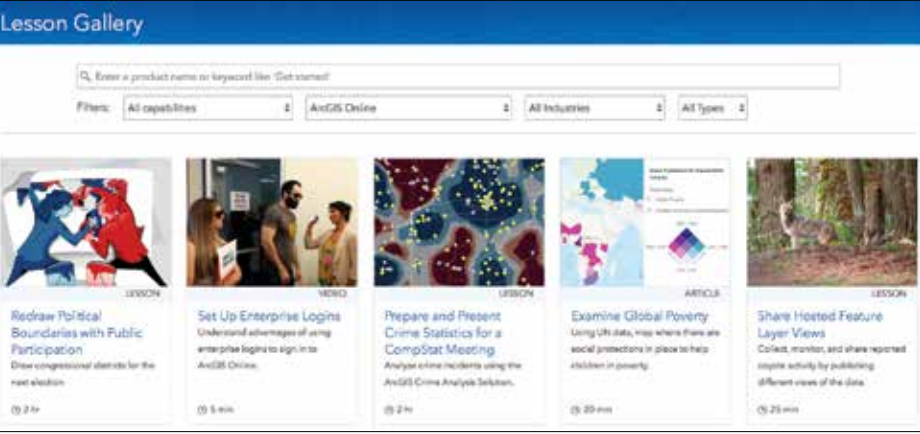 Lesson Gallery
Enter a product name or keyword like 'Get started'
Filters: All capabilities ArcGIS Online All Industries All Types
LESSON
Redraw Political
Boundaries with Public
Participation
Draw congressional districts for the
next election
2 hr
VIDEO
Set Up Enterprise Logins
Understand advantages of using
enterprise logins to sign in to
ArcGIS Online.
5 min
LESSON
Prepare and Present
Crime Statistics for a
CompStat Meeting
Analyze crime incidents using the
ArcGIS Crime Analysis Solution.
2 hr
ARTICLE
Examine Global Poverty
Using UN data, map where there are
social protections in place to help
children in poverty.
20 min
LESSON
Share Hosted Feature
Layer Views
Collect, monitor, and share reported
coyote activity by publishing
different views of the data.
25 min